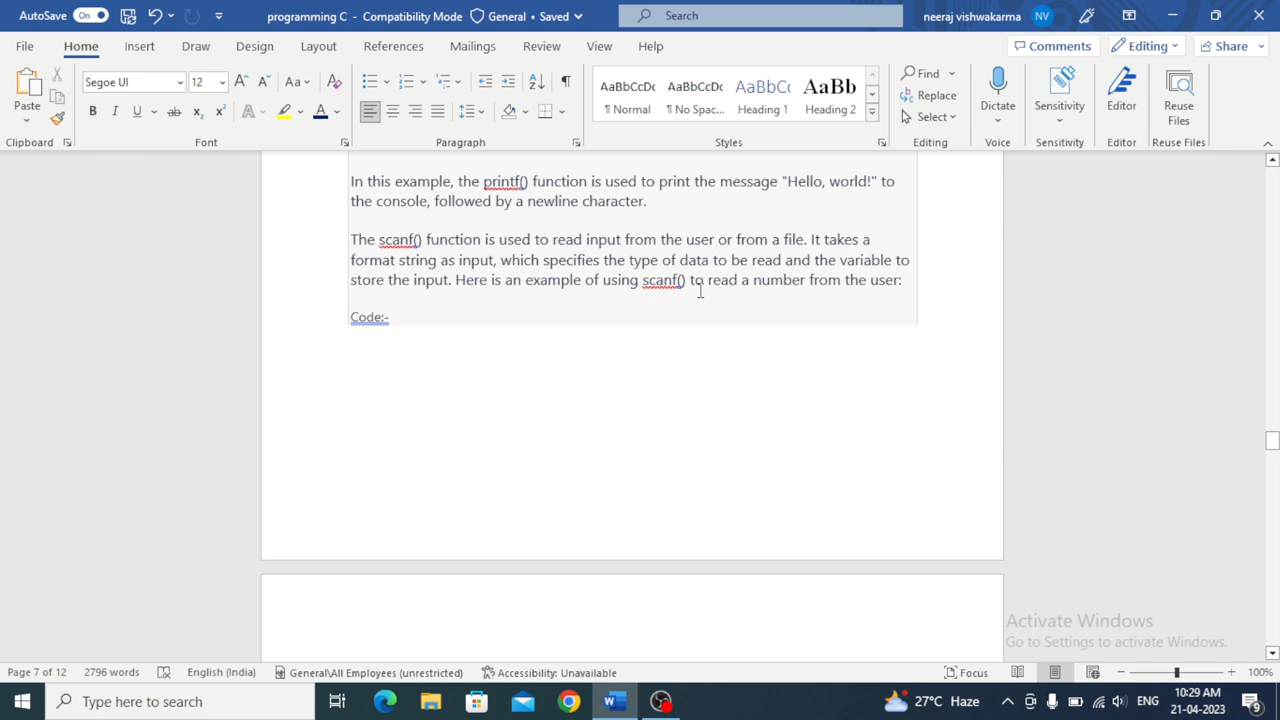 AutoSave On programming C - Compatibility Mode General • Saved Search neeraj vishwakarma NV
File Home Insert Draw Design Layout References Mailings Review View Help Comments Editing Share
Segoe UI 12 Aa AaBbCcDc AaBbCcDc AaBbCc AaBb Find
Paste B I U ab x₂ x² A A ¶ Normal ¶ No Spac... Heading 1 Heading 2 Replace Select Dictate Sensitivity Editor Reuse Files
Clipboard Font Paragraph Styles Editing Voice Sensitivity Editor Reuse Files
In this example, the printf() function is used to print the message "Hello, world!" to
the console, followed by a newline character.
The scanf() function is used to read input from the user or from a file. It takes a
format string as input, which specifies the type of data to be read and the variable to
store the input. Here is an example of using scanf() to read a number from the user:
Code:-
Activate Windows
Go to Settings to activate Windows.
Page 7 of 12 2796 words English (India) General\All Employees (unrestricted) Accessibility: Unavailable Focus 100%
Type here to search 27°C Haze ENG 10:29 AM
21-04-2023 9